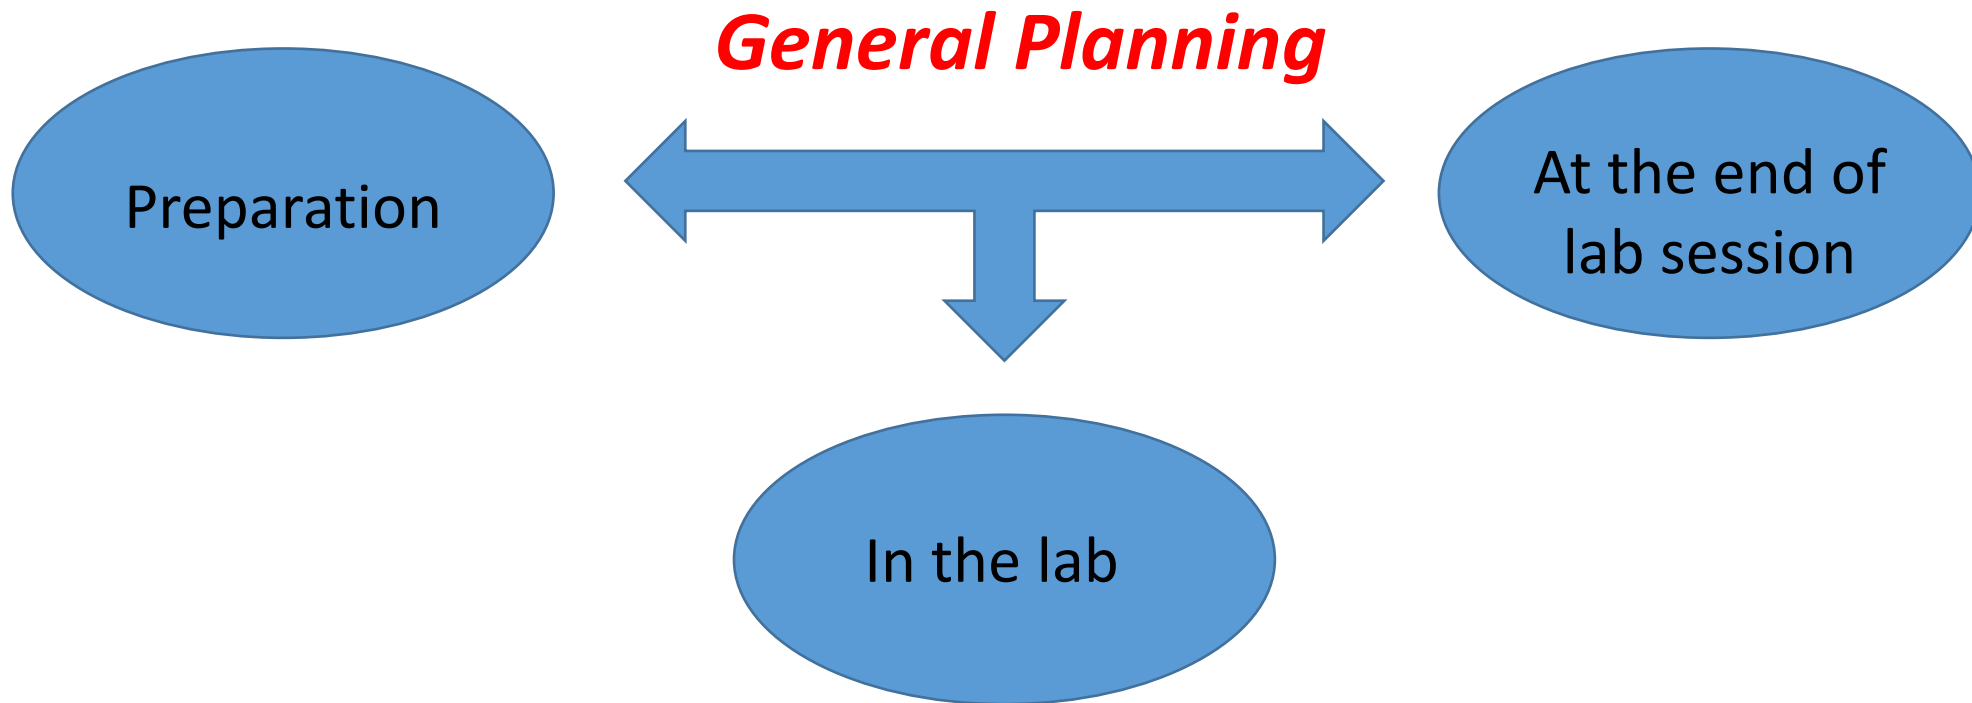 General Planning
Preparation
At the end of
lab session
In the lab